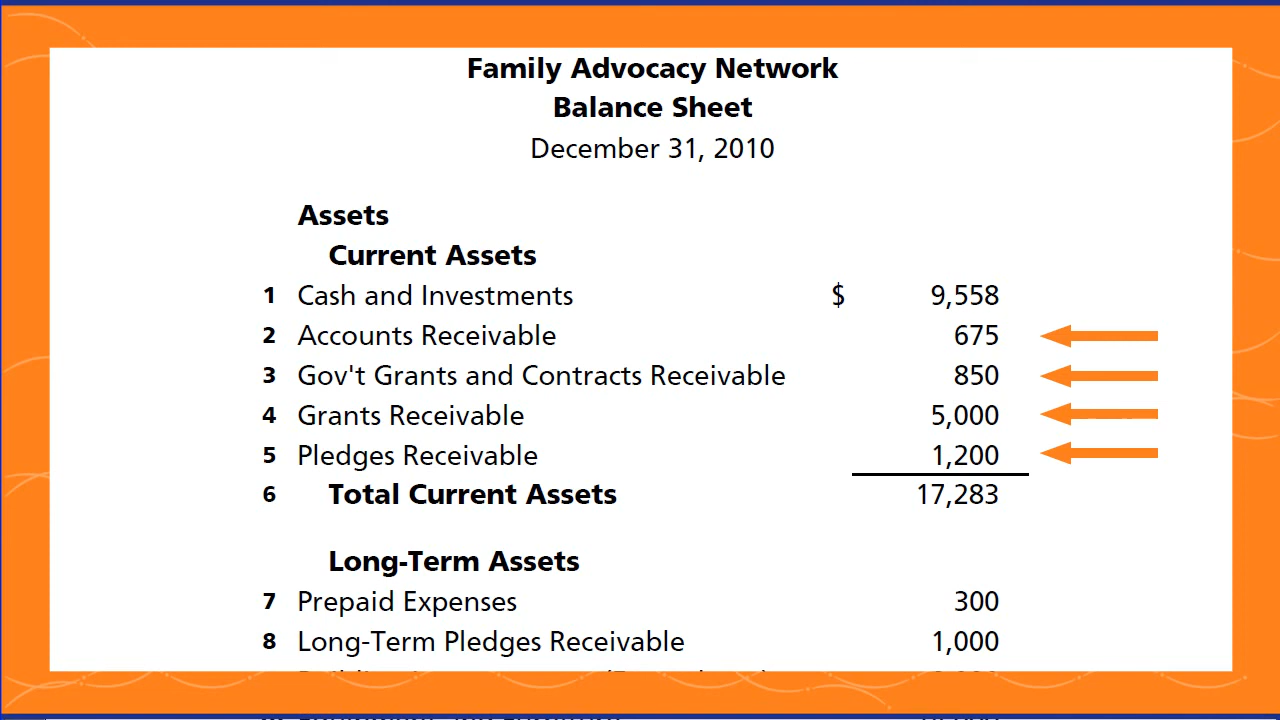 Family Advocacy Network
Balance Sheet
December 31, 2010
Assets
Current Assets
1 Cash and Investments $ 9,558
2 Accounts Receivable 675
3 Gov't Grants and Contracts Receivable 850
4 Grants Receivable 5,000
5 Pledges Receivable 1,200
6 Total Current Assets 17,283
Long-Term Assets
7 Prepaid Expenses 300
8 Long-Term Pledges Receivable 1,000